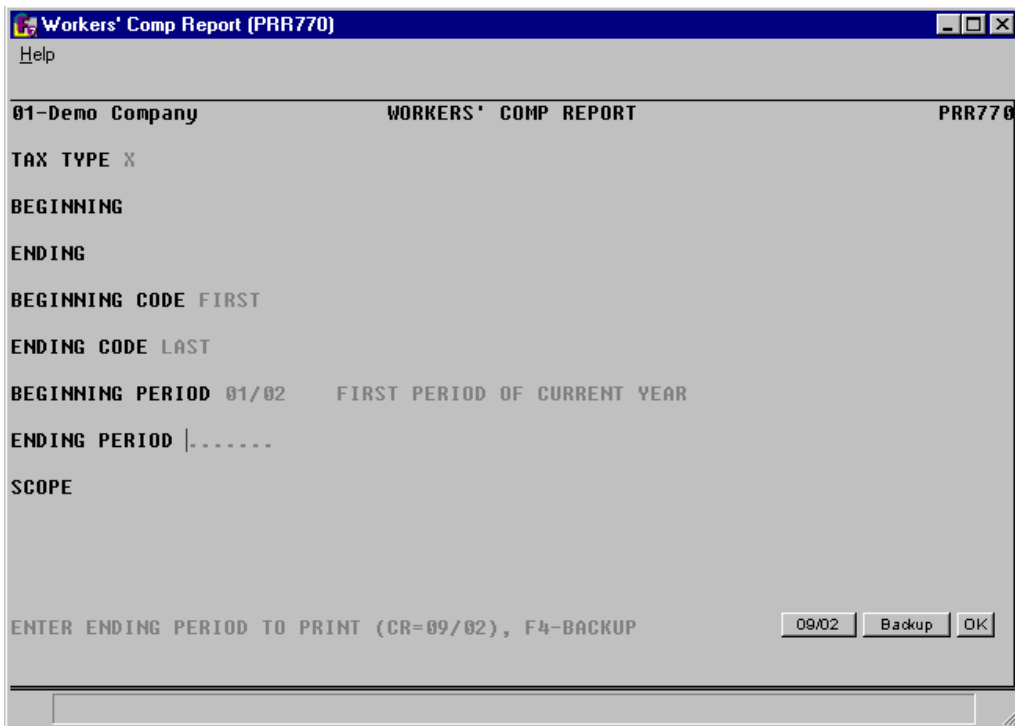 Workers' Comp Report (PRR770)
Help
01-Demo Company WORKERS' COMP REPORT PRR770
TAX TYPE X
BEGINNING
ENDING
BEGINNING CODE FIRST
ENDING CODE LAST
BEGINNING PERIOD 01/02 FIRST PERIOD OF CURRENT YEAR
ENDING PERIOD .......
SCOPE
ENTER ENDING PERIOD TO PRINT (CR=09/02), F4-BACKUP 09/02 Backup OK